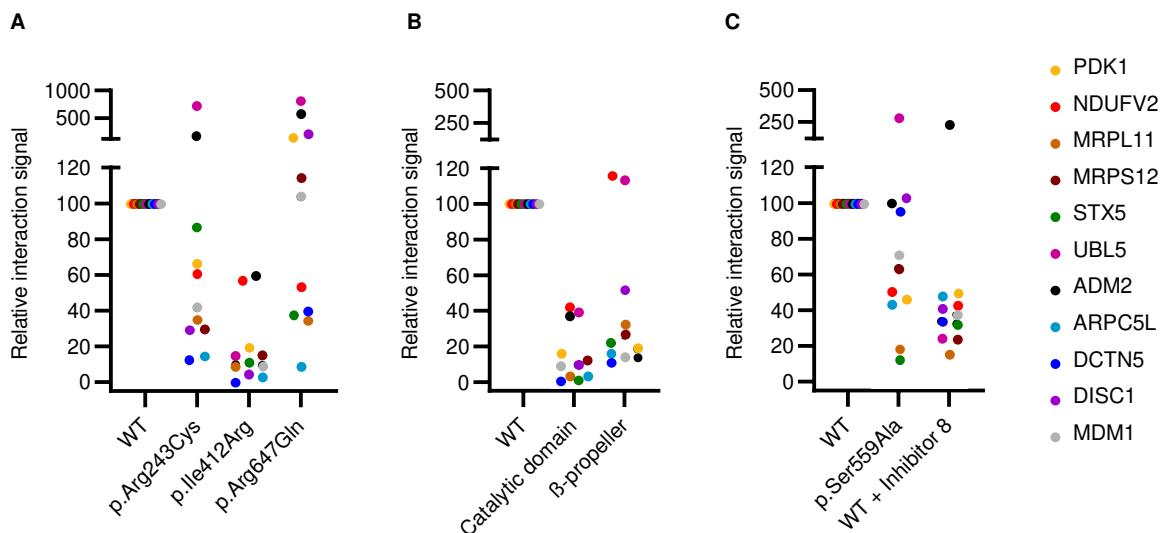 A
Relative interaction signal
1000
500
120
100
80
60
40
20
0
WT
p.Arg243Cys
p.Ile412Arg
p.Arg647Gln
B
Relative interaction signal
500
250
120
100
80
60
40
20
0
WT
Catalytic domain
ß-propeller
C
Relative interaction signal
500
250
120
100
80
60
40
20
0
WT
p.Ser559Ala
WT + Inhibitor 8
PDK1
NDUFV2
MRPL11
MRPS12
STX5
UBL5
ADM2
ARPC5L
DCTN5
DISC1
MDM1